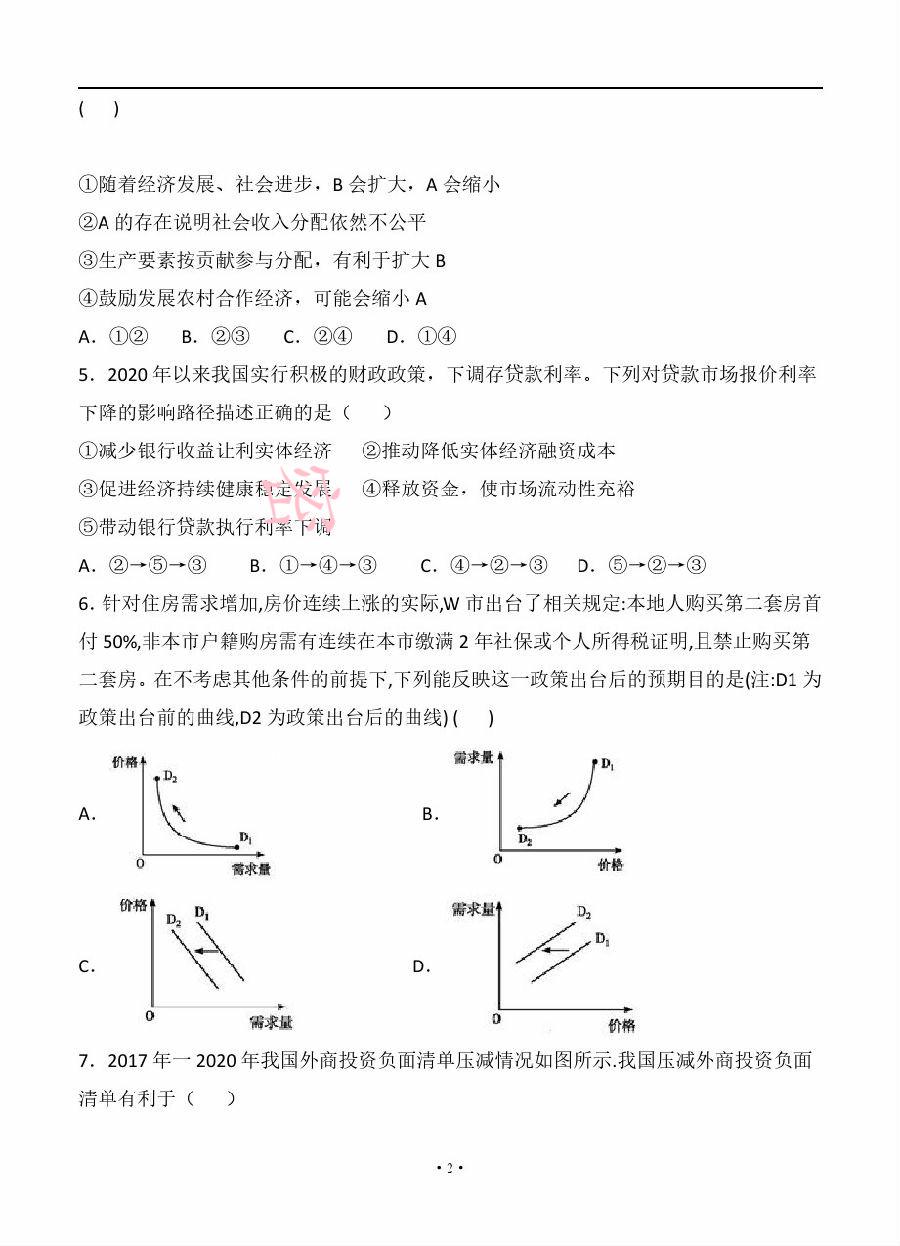 (      )
①随着经济发展、社会进步，B 会扩大，A 会缩小
②A 的存在说明社会收入分配依然不公平
③生产要素按贡献参与分配，有利于扩大 B
④鼓励发展农村合作经济，可能会缩小 A
A．①②      B．②③      C．②④      D．①④
5．2020 年以来我国实行积极的财政政策，下调存贷款利率。下列对贷款市场报价利率
下降的影响路径描述正确的是（      ）
①减少银行收益让利实体经济      ②推动降低实体经济融资成本
③促进经济持续健康稳定发展      ④释放资金，使市场流动性充裕
⑤带动银行贷款执行利率下调
A．②→⑤→③      B．①→④→③      C．④→②→③      D．⑤→②→③
6．针对住房需求增加,房价连续上涨的实际,W 市出台了相关规定:本地人购买第二套房首
付 50%,非本市户籍购房需有连续在本市缴满 2 年社保或个人所得税证明,且禁止购买第
二套房。在不考虑其他条件的前提下,下列能反映这一政策出台后的预期目的是(注:D1 为
政策出台前的曲线,D2 为政策出台后的曲线) (      )
A．
价格
D₂
D₁
O
需求量
B．
需求量
D₁
D₂
O
价格
C．
价格
D₂
D₁
O
需求量
D．
需求量
D₂
D₁
O
价格
7．2017 年一 2020 年我国外商投资负面清单压减情况如图所示.我国压减外商投资负面
清单有利于（      ）
· 2 ·